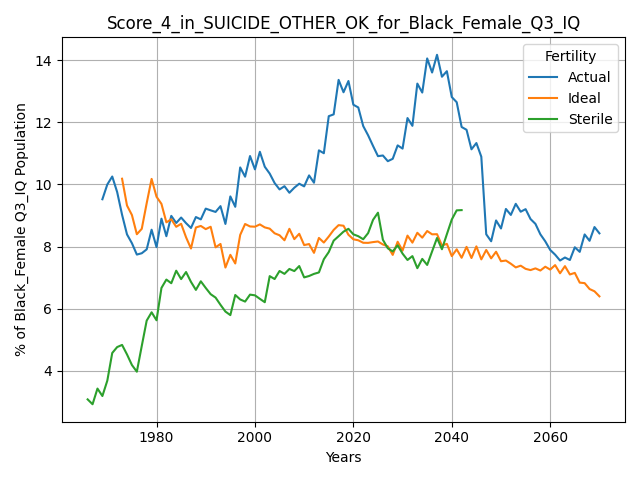 Score_4_in_SUICIDE_OTHER_OK_for_Black_Female_Q3_IQ
% of Black_Female Q3_IQ Population
14
12
10
8
6
4
Fertility
Actual
Ideal
Sterile
1980 2000 2020 2040 2060
Years